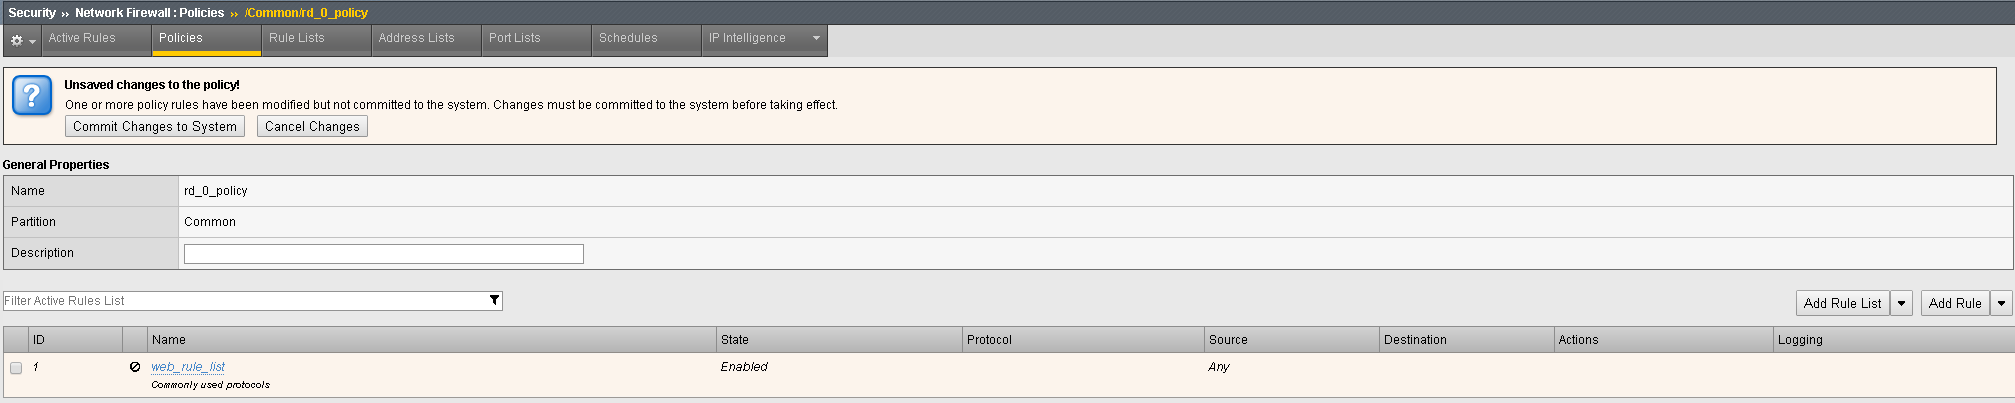 Security ›› Network Firewall : Policies ›› /Common/rd_0_policy
Active Rules Policies Rule Lists Address Lists Port Lists Schedules IP Intelligence
Unsaved changes to the policy!
One or more policy rules have been modified but not committed to the system. Changes must be committed to the system before taking effect.
Commit Changes to System Cancel Changes
General Properties
Name rd_0_policy
Partition Common
Description
Filter Active Rules List Add Rule List Add Rule
ID Name State Protocol Source Destination Actions Logging
1 web_rule_list Enabled Any
Commonly used protocols